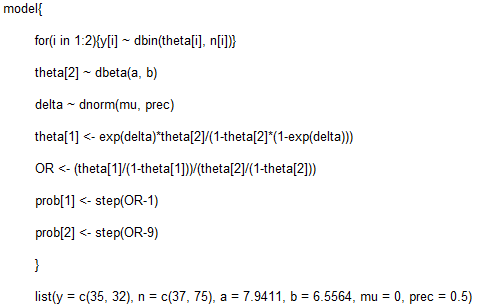 model{
for(i in 1:2){y[i] ~ dbin(theta[i], n[i])}
theta[2] ~ dbeta(a, b)
delta ~ dnorm(mu, prec)
theta[1] <- exp(delta)*theta[2]/(1-theta[2]*(1-exp(delta)))
OR <- (theta[1]/(1-theta[1]))/(theta[2]/(1-theta[2]))
prob[1] <- step(OR-1)
prob[2] <- step(OR-9)
}
list(y = c(35, 32), n = c(37, 75), a = 7.9411, b = 6.5564, mu = 0, prec = 0.5)